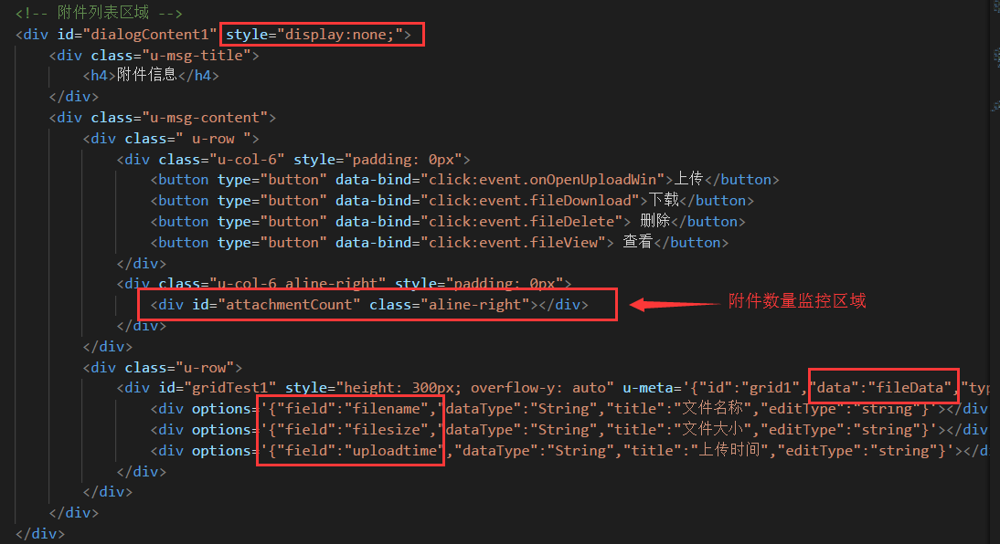 <!-- 附件列表区域 -->
<div id="dialogContent1" style="display:none;">
<div class="u-msg-title">
<h4>附件信息</h4>
</div>
<div class="u-msg-content">
<div class=" u-row ">
<div class="u-col-6" style="padding: 0px">
<button type="button" data-bind="click:event.onOpenUploadWin">上传</button>
<button type="button" data-bind="click:event.fileDownload">下载</button>
<button type="button" data-bind="click:event.fileDelete"> 删除</button>
<button type="button" data-bind="click:event.fileView"> 查看</button>
</div>
<div class="u-col-6 aline-right" style="padding: 0px">
<div id="attachmentCount" class="aline-right"></div> 附件数量监控区域
</div>
</div>
<div class="u-row">
<div id="gridTest1" style="height: 300px; overflow-y: auto" u-meta='{"id":"grid1","data":"fileData","typ
<div options='{"field":"filename","dataType":"String","title":"文件名称","editType":"string"}'></div
<div options='{"field":"filesize","dataType":"String","title":"文件大小","editType":"string"}'></div
<div options='{"field":"uploadtime","dataType":"String","title":"上传时间","editType":"string"}'></d
</div>
</div>
</div>
</div>